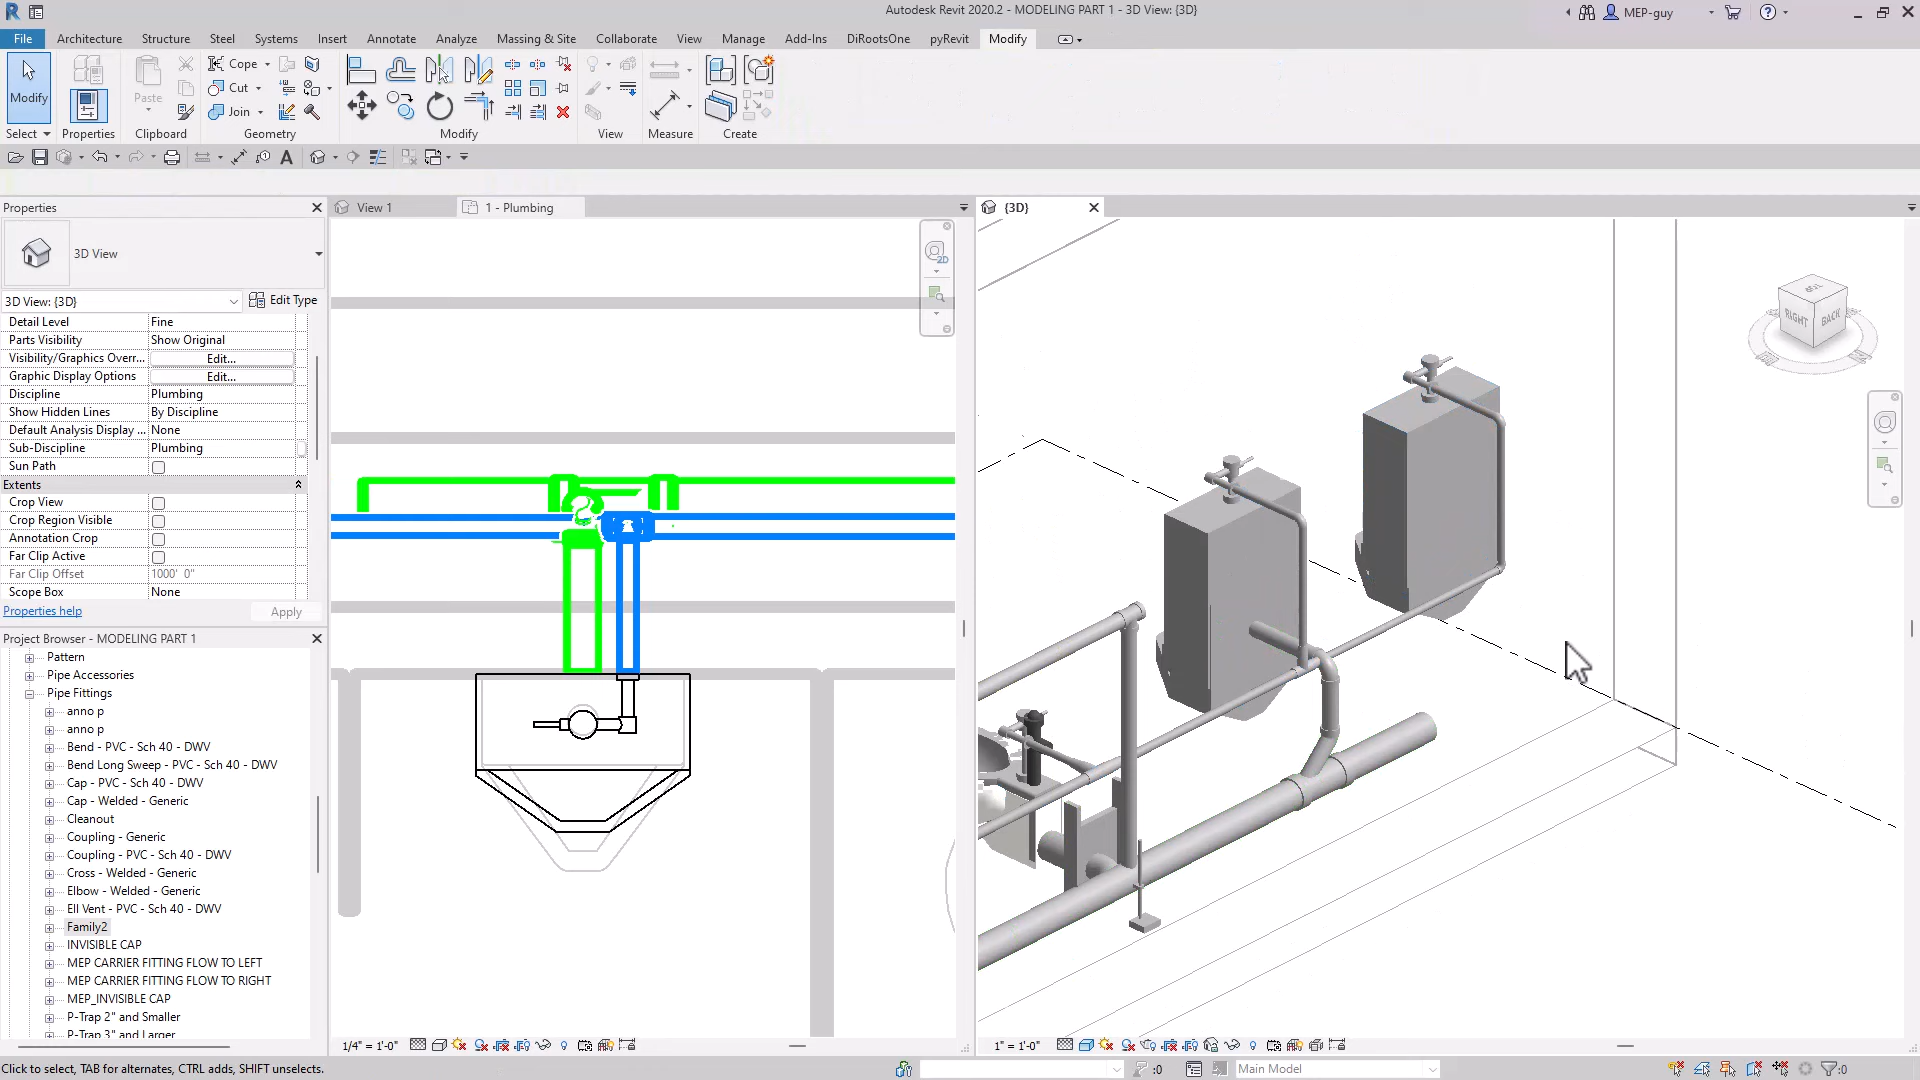 Autodesk Revit 2020.2 - MODELING PART 1 - 3D View: {3D}
MEP-guy
File Architecture Structure Steel Systems Insert Annotate Analyze Massing & Site Collaborate View Manage Add-Ins DiRootsOne pyRevit Modify
Modify
Paste
Cope
Cut
Join
Select Properties Clipboard Geometry Modify View Measure Create
Properties
View 1
1 - Plumbing
{3D}
3D View
3D View: {3D} Edit Type
Detail Level Fine
Parts Visibility Show Original
Visibility/Graphics Overr... Edit...
Graphic Display Options Edit...
Discipline Plumbing
Show Hidden Lines By Discipline
Default Analysis Display ... None
Sub-Discipline Plumbing
Sun Path
Extents
Crop View
Crop Region Visible
Annotation Crop
Far Clip Active
Far Clip Offset 1000' 0"
Scope Box None
Properties help Apply
Project Browser - MODELING PART 1
Pattern
Pipe Accessories
Pipe Fittings
anno p
anno p
Bend - PVC - Sch 40 - DWV
Bend Long Sweep - PVC - Sch 40 - DWV
Cap - PVC - Sch 40 - DWV
Cap - Welded - Generic
Cleanout
Coupling - Generic
Coupling - PVC - Sch 40 - DWV
Cross - Welded - Generic
Elbow - Welded - Generic
Ell Vent - PVC - Sch 40 - DWV
Family2
INVISIBLE CAP
MEP CARRIER FITTING FLOW TO LEFT
MEP CARRIER FITTING FLOW TO RIGHT
MEP_INVISIBLE CAP
P-Trap 2" and Smaller
P-Trap 3" and Larger
2D
TOP
RIGHT
BACK
1/4" = 1'-0"
1" = 1'-0"
Click to select, TAB for alternates, CTRL adds, SHIFT unselects.
:0
Main Model
:0